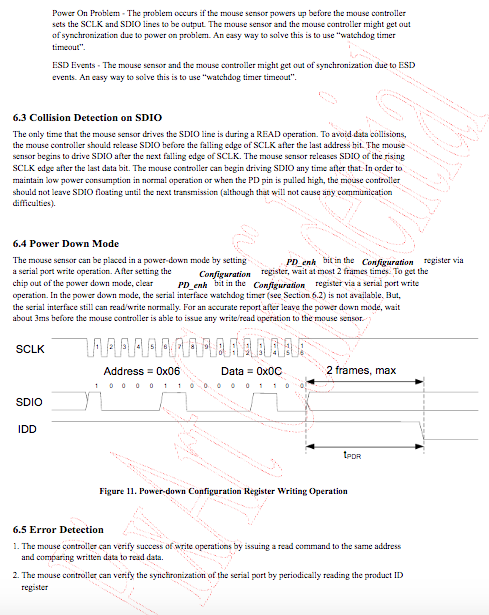 Power On Problem - The problem occurs if the mouse sensor powers up before the mouse controller
sets the SCLK and SDIO lines to be output. The mouse sensor and the mouse controller might get out
of synchronization due to power on problem. An easy way to solve this is to use “watchdog timer
timeout”.
ESD Events - The mouse sensor and the mouse controller might get out of synchronization due to ESD
events. An easy way to solve this is to use “watchdog timer timeout”.
6.3 Collision Detection on SDIO
The only time that the mouse sensor drives the SDIO line is during a READ operation. To avoid data collisions,
the mouse controller should release SDIO before the falling edge of SCLK after the last address bit. The mouse
sensor begins to drive SDIO after the next falling edge of SCLK. The mouse sensor releases SDIO of the rising
SCLK edge after the last data bit. The mouse controller can begin driving SDIO any time after that. In order to
maintain low power consumption in normal operation or when the PD pin is pulled high, the mouse controller
should not leave SDIO floating until the next transmission (although that will not cause any communication
difficulties).
6.4 Power Down Mode
The mouse sensor can be placed in a power-down mode by setting PD_enh bit in the Configuration register via
a serial port write operation. After setting the Configuration register, wait at most 2 frames times. To get the
chip out of the power down mode, clear PD_enh bit in the Configuration register via a serial port write
operation. In the power down mode, the serial interface watchdog timer (see Section 6.2) is not available. But,
the serial interface still can read/write normally. For an accurate report after leave the power down mode, wait
about 3ms before the mouse controller is able to issue any write/read operation to the mouse sensor.
SCLK 1 2 3 4 5 6 7 8 9 10 11 12 13 14 15 16
Address = 0x06 Data = 0x0C 2 frames, max
1 0 0 0 0 1 1 0 0 0 0 0 1 1 0 0
SDIO
IDD
tPDR
Figure 11. Power-down Configuration Register Writing Operation
6.5 Error Detection
1. The mouse controller can verify success of write operations by issuing a read command to the same address
and comparing written data to read data.
2. The mouse controller can verify the synchronization of the serial port by periodically reading the product ID
register